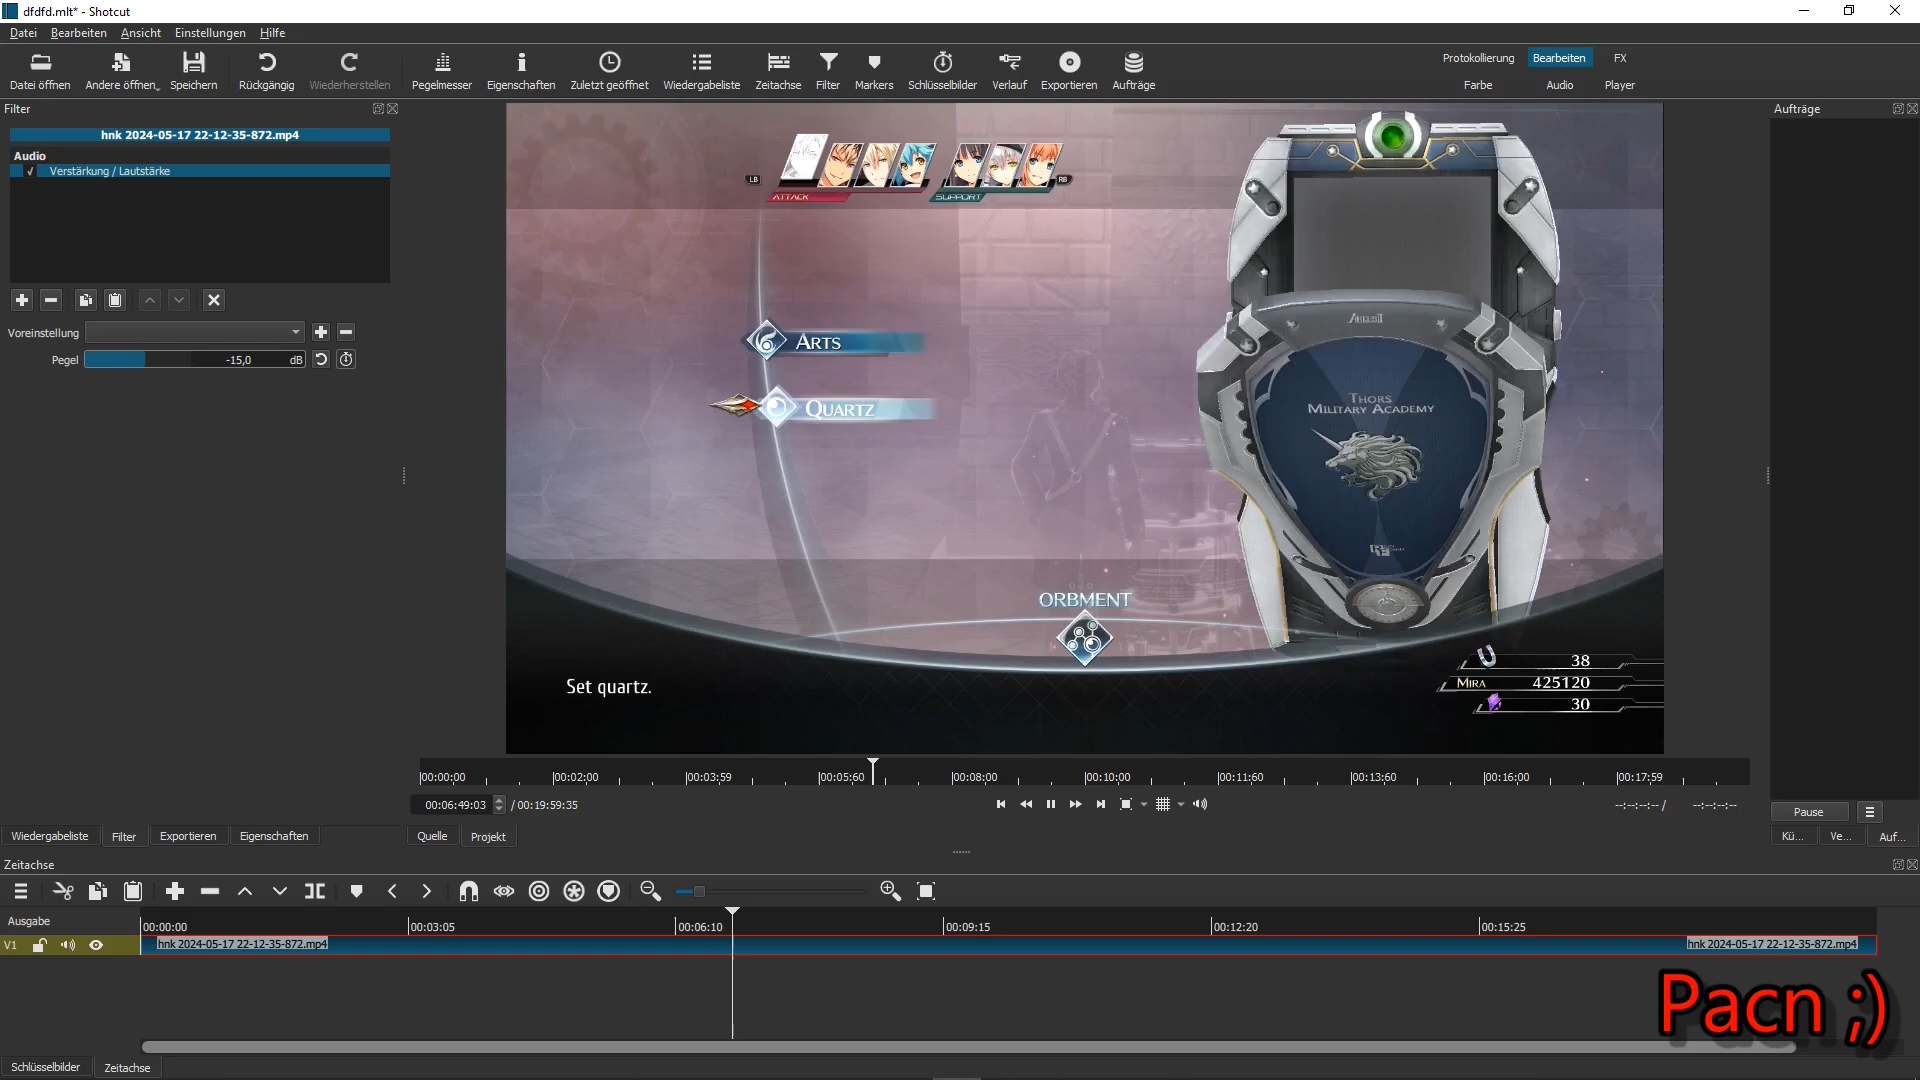 dfdfd.mlt* - Shotcut
Datei Bearbeiten Ansicht Einstellungen Hilfe
Datei öffnen Andere öffnen Speichern Rückgängig Wiederherstellen Pegelmesser Eigenschaften Zuletzt geöffnet Wiedergabeliste Zeitachse Filter Markers Schlüsselbilder Verlauf Exportieren Aufträge
Protokollierung Bearbeiten FX
Farbe Audio Player
Filter
hnk 2024-05-17 22-12-35-872.mp4
Audio
Verstärkung / Lautstärke
Voreinstellung
Pegel -15,0 dB
Aufträge
LB RB
ATTACK SUPPORT
ARTS
QUARTZ
ARCUS II
THORS
MILITARY ACADEMY
ORBMENT
Set quartz.
38
MIRA 425120
30
00:00:00 00:02:00 00:03:59 00:05:60 00:08:00 00:10:00 00:11:60 00:13:60 00:16:00 00:17:59
00:06:49:03 / 00:19:59:35 --:--:--:-- / --:--:--:--
Pause
Wiedergabeliste Filter Exportieren Eigenschaften
Quelle Projekt
Kü... Ve... Auf...
Zeitachse
Ausgabe
00:00:00 00:03:05 00:06:10 00:09:15 00:12:20 00:15:25
V1
hnk 2024-05-17 22-12-35-872.mp4 hnk 2024-05-17 22-12-35-872.mp4
Pacn ;)
Schlüsselbilder Zeitachse